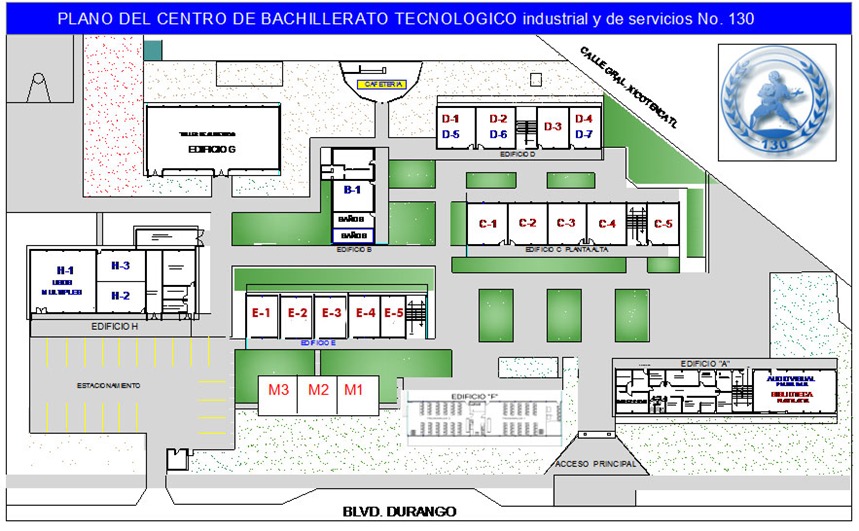 PLANO DEL CENTRO DE BACHILLERATO TECNOLOGICO industrial y de servicios No. 130
CALLE GRAL. XICOTENCATL
130
CAFETERIA
EDIFICIO G
D-1 D-2 D-3 D-4
D-5 D-6 D-7
EDIFICIO D
B-1
BAÑOS
BAÑOS
EDIFICIO B
C-1 C-2 C-3 C-4 C-5
EDIFICIO C PLANTA ALTA
H-1
USOS
MULTIPLES
H-3
H-2
EDIFICIO H
E-1 E-2 E-3 E-4 E-5
EDIFICIO E
ESTACIONAMIENTO
M3 M2 M1
EDIFICIO "F"
EDIFICIO "A"
AUDIOVISUAL
BIBLIOTECA
ACCESO PRINCIPAL
BLVD. DURANGO